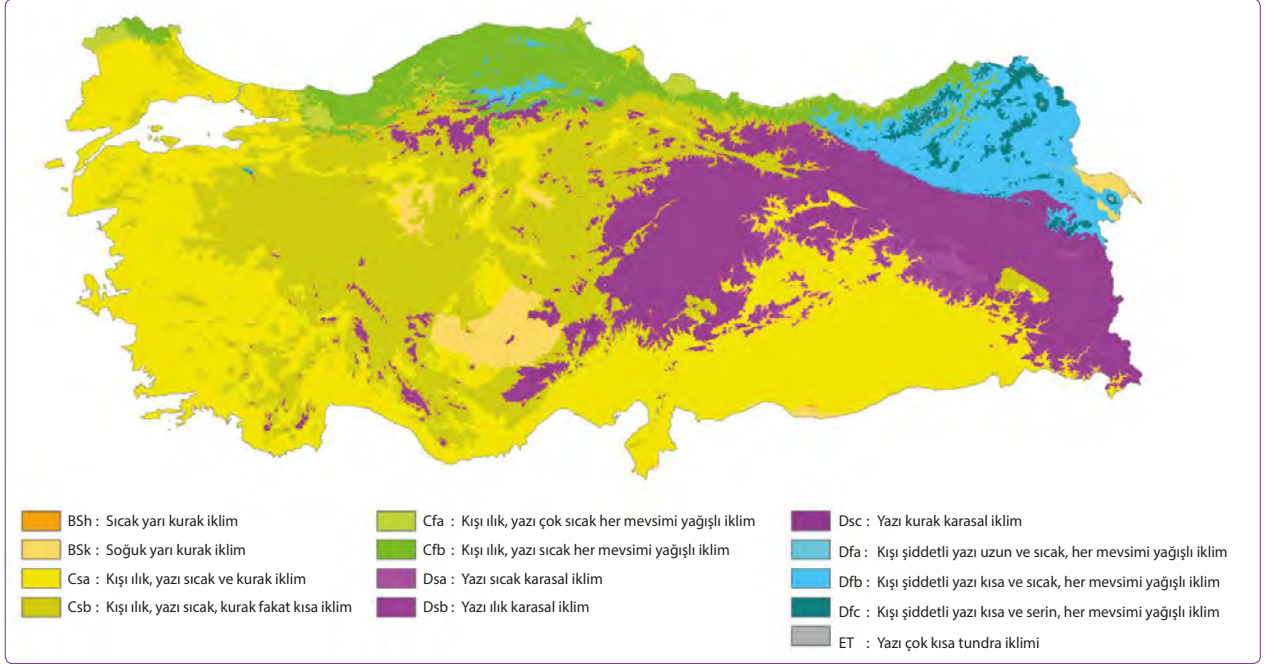 BSh : Sıcak yarı kurak iklim
BSk : Soğuk yarı kurak iklim
Csa : Kışı ılık, yazı sıcak ve kurak iklim
Csb : Kışı ılık, yazı sıcak, kurak fakat kısa iklim
Cfa : Kışı ılık, yazı çok sıcak her mevsimi yağışlı iklim
Cfb : Kışı ılık, yazı sıcak her mevsimi yağışlı iklim
Dsa : Yazı sıcak karasal iklim
Dsb : Yazı ılık karasal iklim
Dsc : Yazı kurak karasal iklim
Dfa : Kışı şiddetli yazı uzun ve sıcak, her mevsimi yağışlı iklim
Dfb : Kışı şiddetli yazı kısa ve sıcak, her mevsimi yağışlı iklim
Dfc : Kışı şiddetli yazı kısa ve serin, her mevsimi yağışlı iklim
ET : Yazı çok kısa tundra iklimi